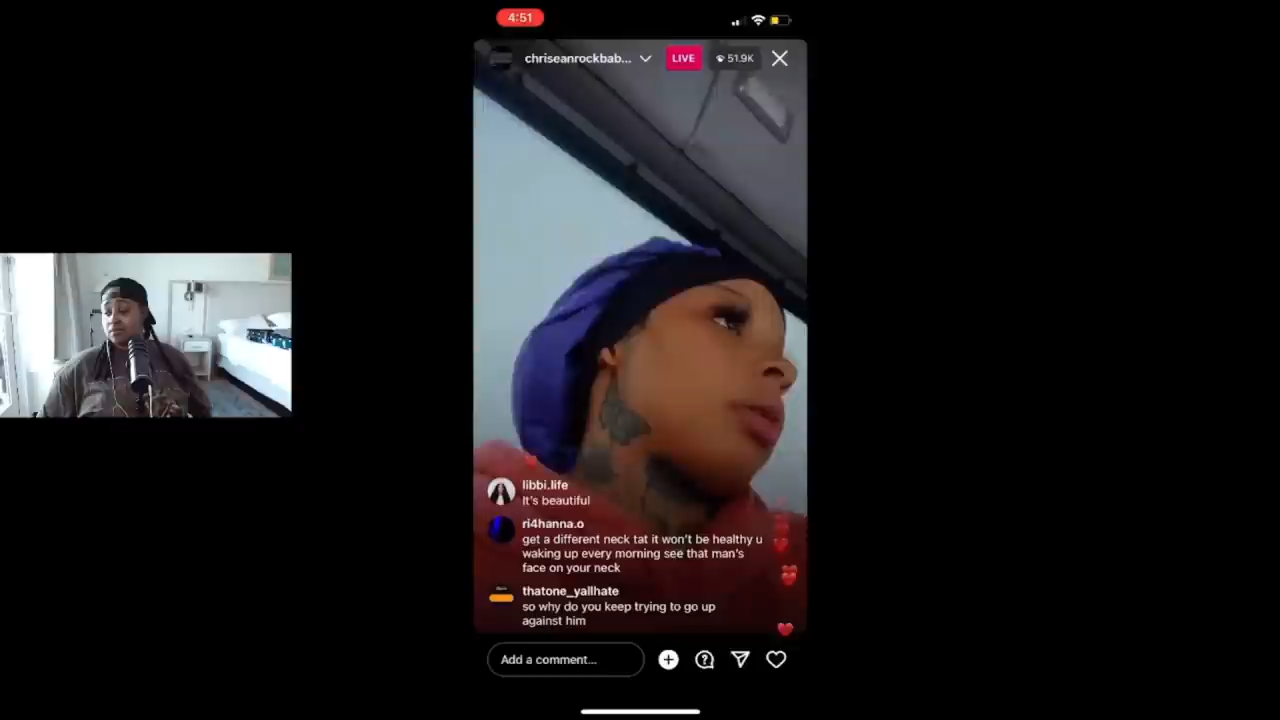 4:51
chriseanrockbab...
LIVE
51.9K
libbi.life
It's beautiful
ri4hanna.o
get a different neck tat it won't be healthy u
waking up every morning see that man's
face on your neck
thatone_yallhate
so why do you keep trying to go up
against him
Add a comment...